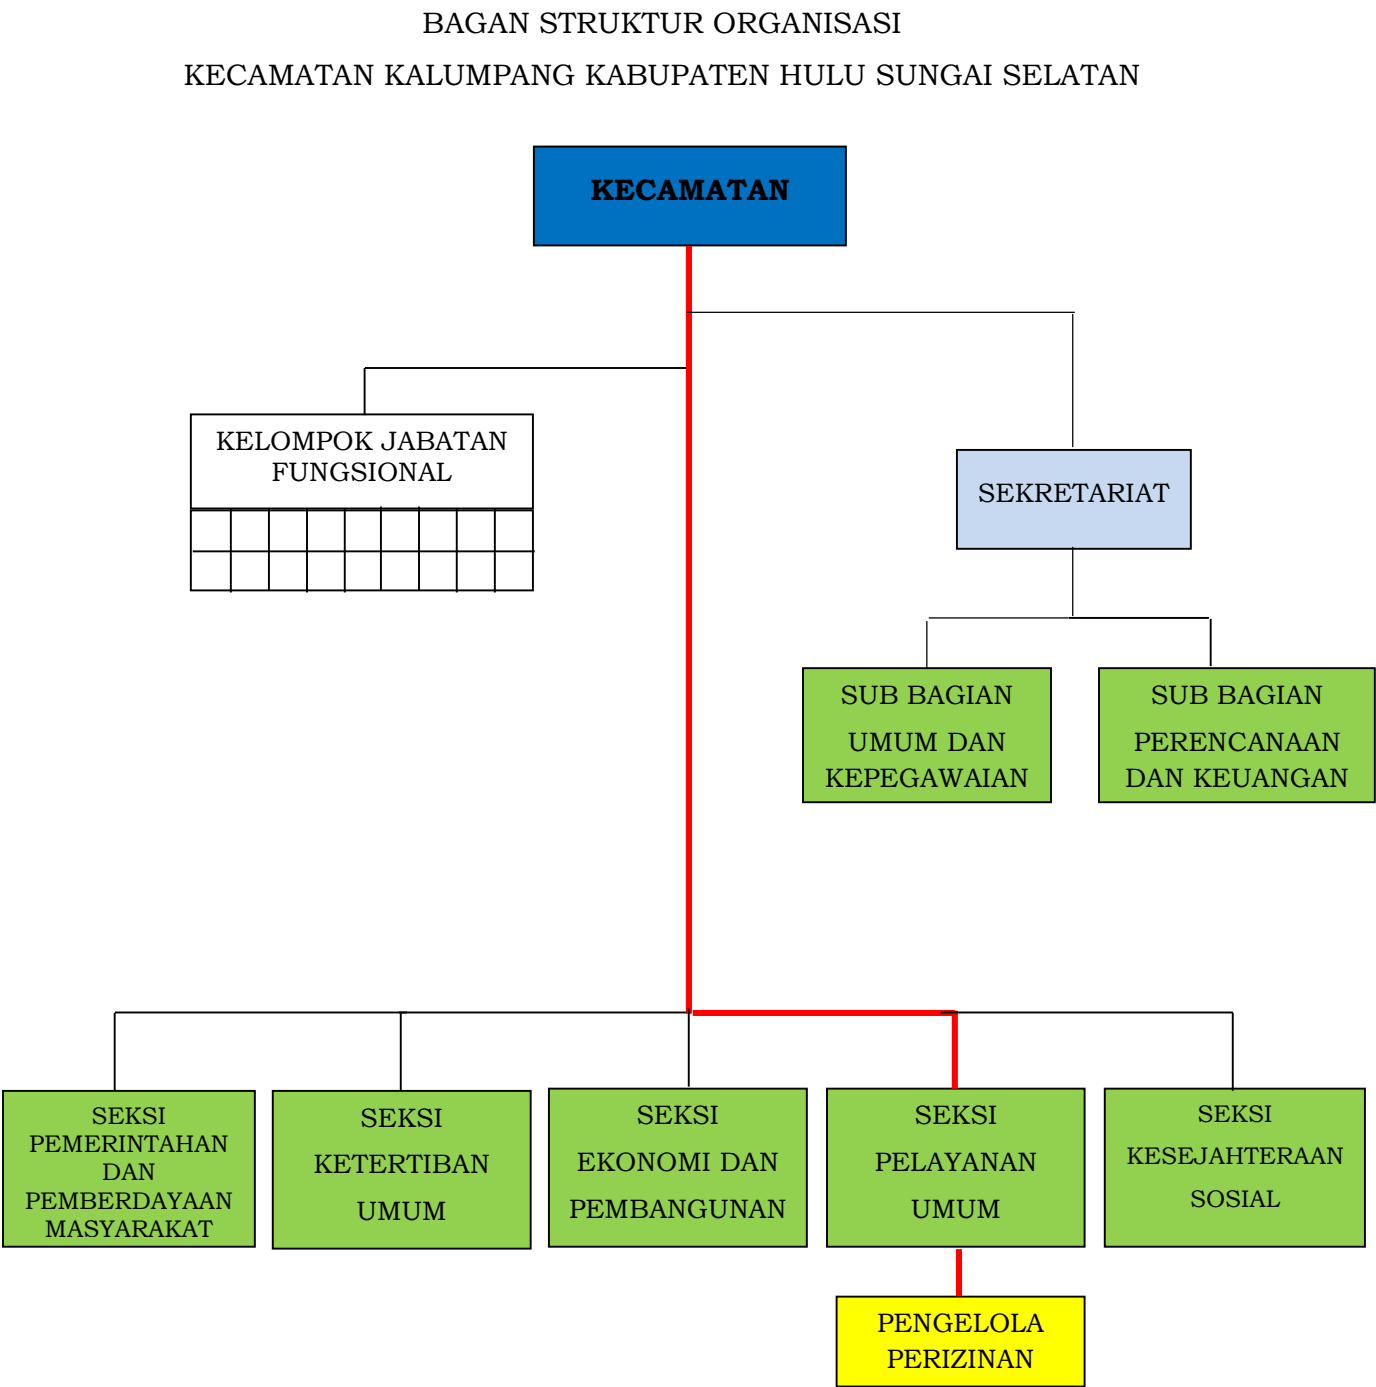 BAGAN STRUKTUR ORGANISASI
KECAMATAN KALUMPANG KABUPATEN HULU SUNGAI SELATAN
KECAMATAN
KELOMPOK JABATAN
FUNGSIONAL
SEKRETARIAT
SUB BAGIAN
UMUM DAN
KEPEGAWAIAN
SUB BAGIAN
PERENCANAAN
DAN KEUANGAN
SEKSI
PEMERINTAHAN
DAN
PEMBERDAYAAN
MASYARAKAT
SEKSI
KETERTIBAN
UMUM
SEKSI
EKONOMI DAN
PEMBANGUNAN
SEKSI
PELAYANAN
UMUM
SEKSI
KESEJAHTERAAN
SOSIAL
PENGELOLA
PERIZINAN